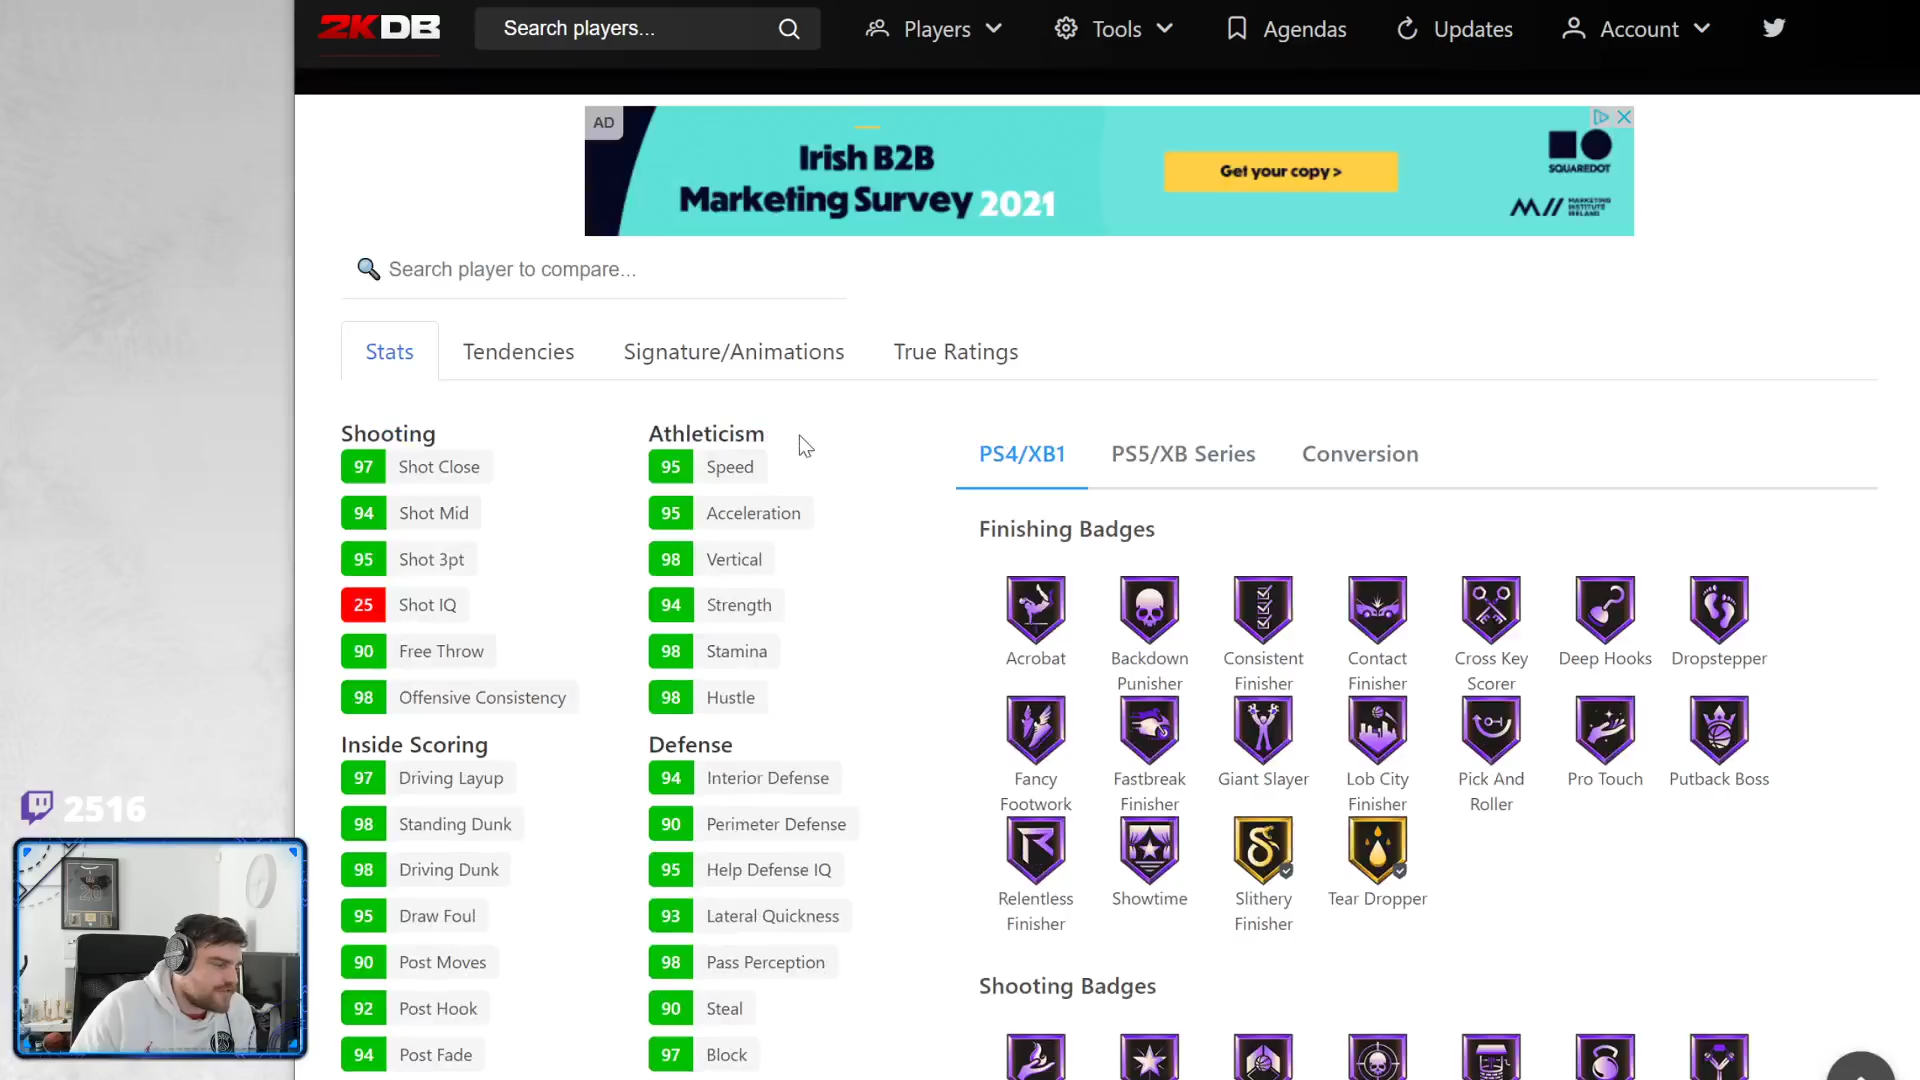 2KDB
Search players...
Players
Tools
Agendas
Updates
Account
AD
Irish B2B
Marketing Survey 2021
Get your copy >
SQUAREDOT
MARKETING
INSTITUTE
IRELAND
Search player to compare...
Stats
Tendencies
Signature/Animations
True Ratings
Shooting
97 Shot Close
94 Shot Mid
95 Shot 3pt
25 Shot IQ
90 Free Throw
98 Offensive Consistency
Inside Scoring
97 Driving Layup
98 Standing Dunk
98 Driving Dunk
95 Draw Foul
90 Post Moves
92 Post Hook
94 Post Fade
Athleticism
95 Speed
95 Acceleration
98 Vertical
94 Strength
98 Stamina
98 Hustle
Defense
94 Interior Defense
90 Perimeter Defense
95 Help Defense IQ
93 Lateral Quickness
98 Pass Perception
90 Steal
97 Block
PS4/XB1
PS5/XB Series
Conversion
Finishing Badges
Acrobat
Backdown
Punisher
Consistent
Finisher
Contact
Finisher
Cross Key
Scorer
Deep Hooks
Dropstepper
Fancy
Footwork
Fastbreak
Finisher
Giant Slayer
Lob City
Finisher
Pick And
Roller
Pro Touch
Putback Boss
Relentless
Finisher
Showtime
Slithery
Finisher
Tear Dropper
Shooting Badges
2516